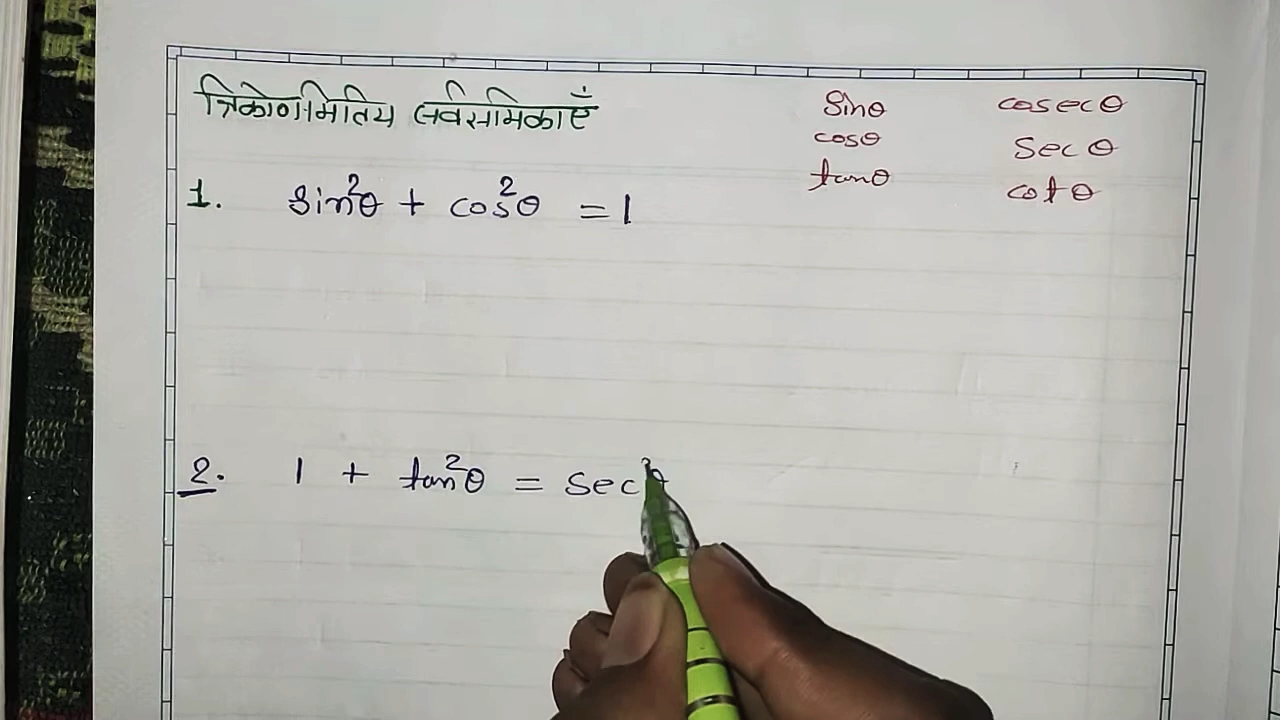 त्रिकोणमितिय सर्वसमिकाएँ
sinθ cosecθ
cosθ secθ
tanθ cotθ
1. sin²θ + cos²θ = 1
2. 1 + tan²θ = sec²θ